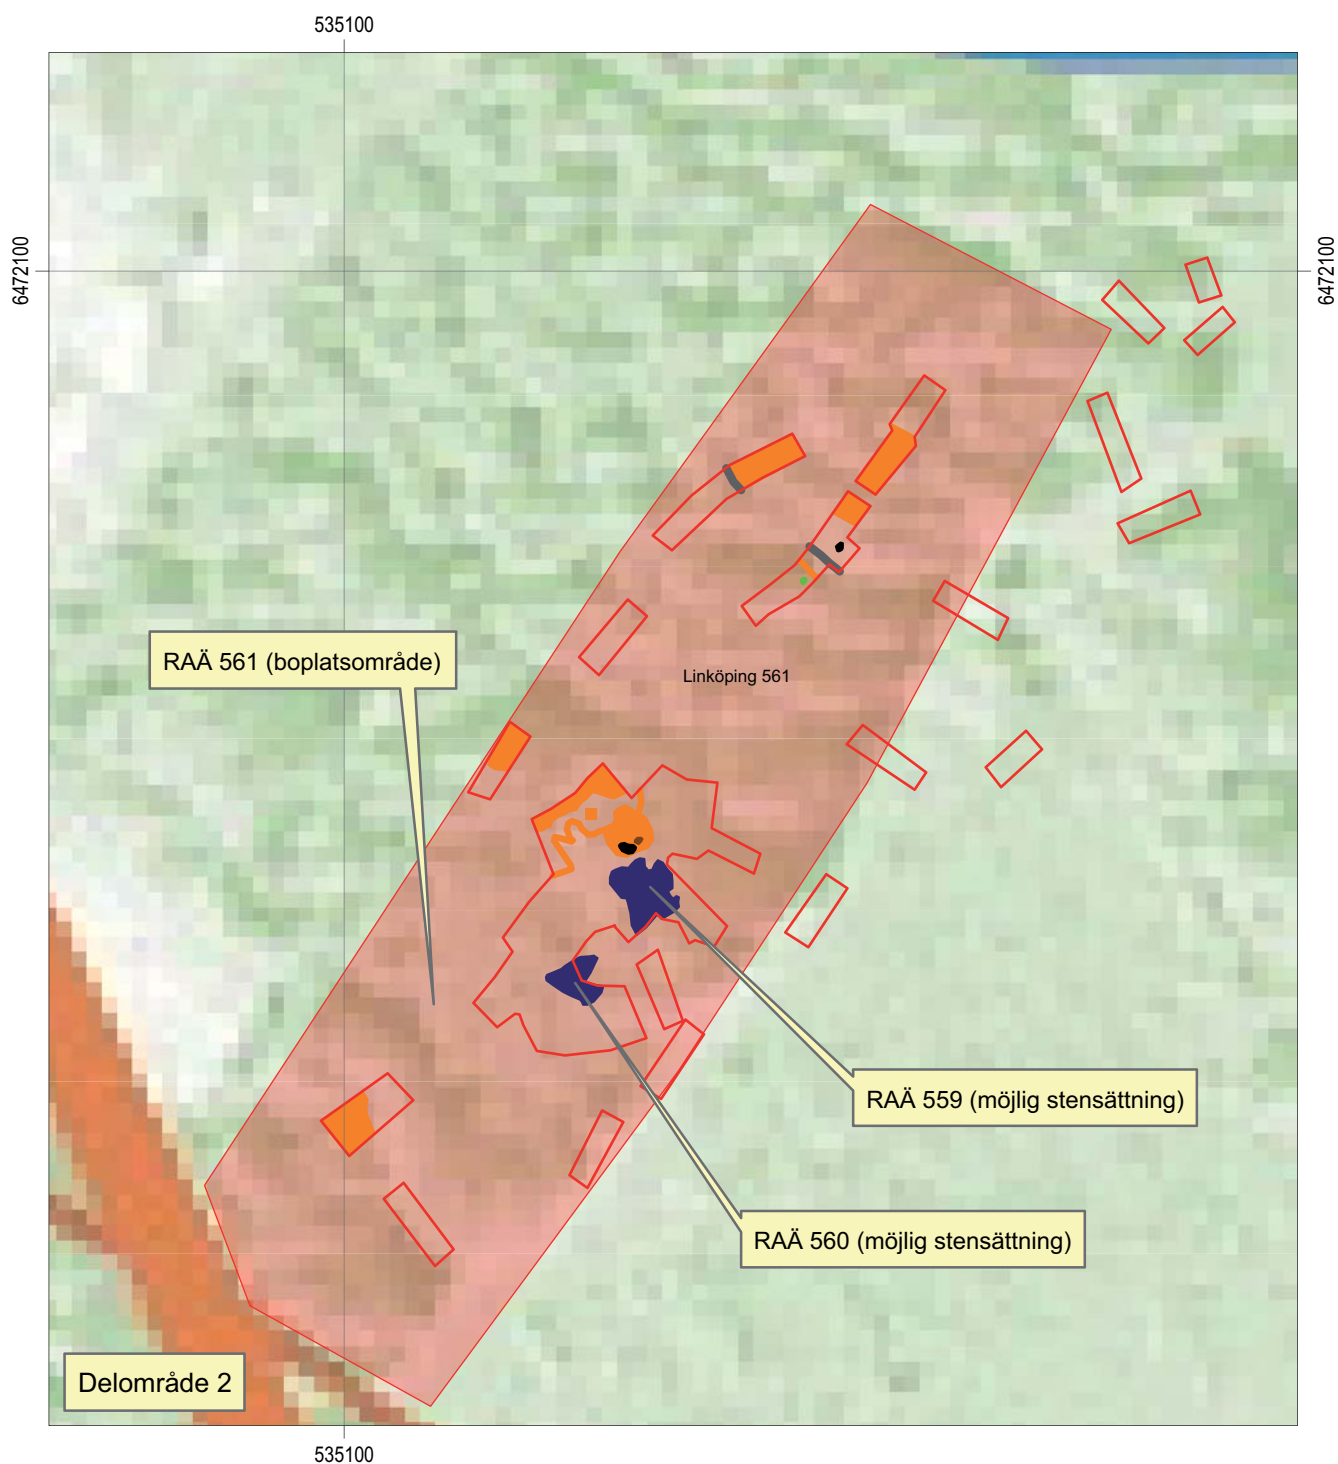 535100
6472100
6472100
RAÄ 561 (boplatsområde)
Linköping 561
RAÄ 559 (möjlig stensättning)
RAÄ 560 (möjlig stensättning)
Delområde 2
535100